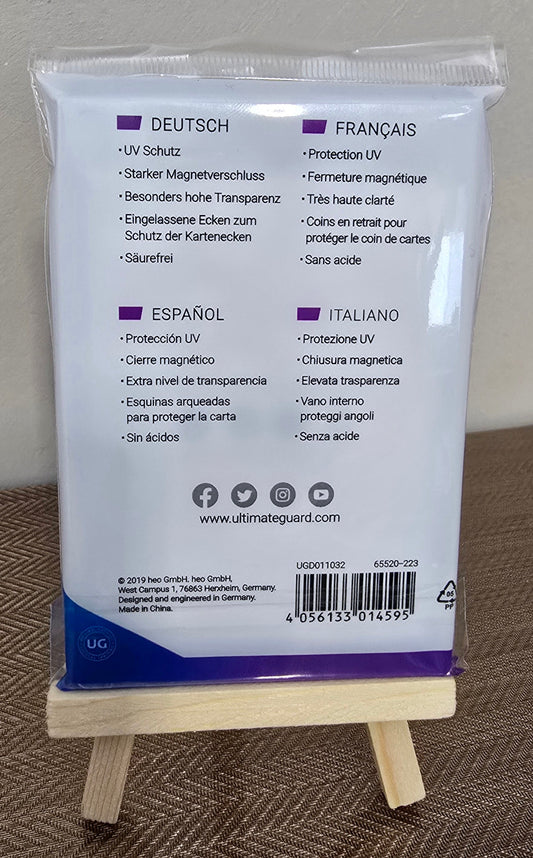 DEUTSCH
• UV Schutz
• Starker Magnetverschluss
• Besonders hohe Transparenz
• Eingelassene Ecken zum
Schutz der Kartenecken
• Säurefrei
FRANÇAIS
• Protection UV
• Fermeture magnétique
• Très haute clarté
• Coins en retrait pour
protéger le coin de cartes
• Sans acide
ESPAÑOL
• Protección UV
• Cierre magnético
• Extra nivel de transparencia
• Esquinas arqueadas
para proteger la carta
• Sin ácidos
ITALIANO
• Protezione UV
• Chiusura magnetica
• Elevata trasparenza
• Vano interno
proteggi angoli
• Senza acide
www.ultimateguard.com
© 2019 heo GmbH. heo GmbH,
West Campus 1, 76863 Herxheim, Germany.
Designed and engineered in Germany.
Made in China.
UGD011032 65520-223
4 056133 014595
PP
UG